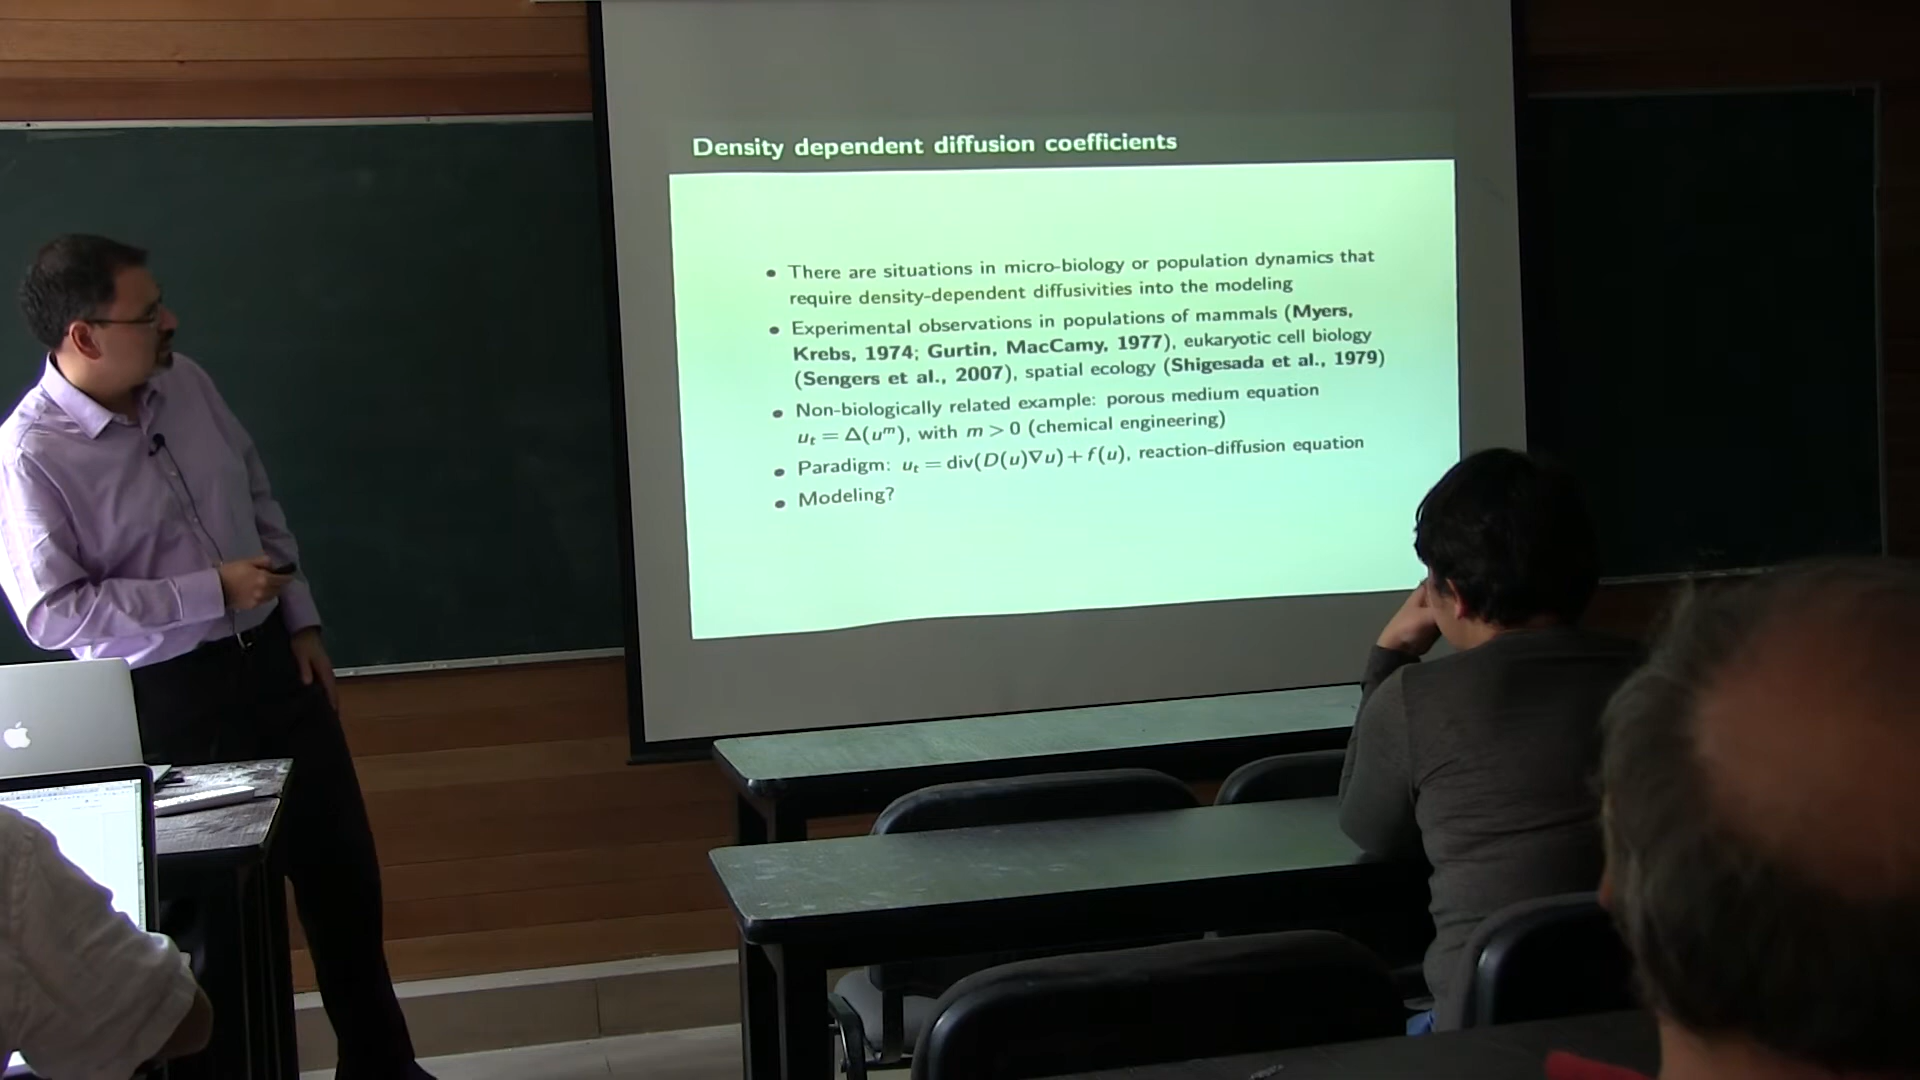 Density dependent diffusion coefficients
• There are situations in micro-biology or population dynamics that
require density-dependent diffusivities into the modeling
• Experimental observations in populations of mammals (Myers,
Krebs, 1974; Gurtin, MacCamy, 1977), eukaryotic cell biology
(Sengers et al., 2007), spatial ecology (Shigesada et al., 1979)
• Non-biologically related example: porous medium equation
uₜ = Δ(uᵐ), with m > 0 (chemical engineering)
• Paradigm: uₜ = div(D(u)∇u) + f(u), reaction-diffusion equation
• Modeling?